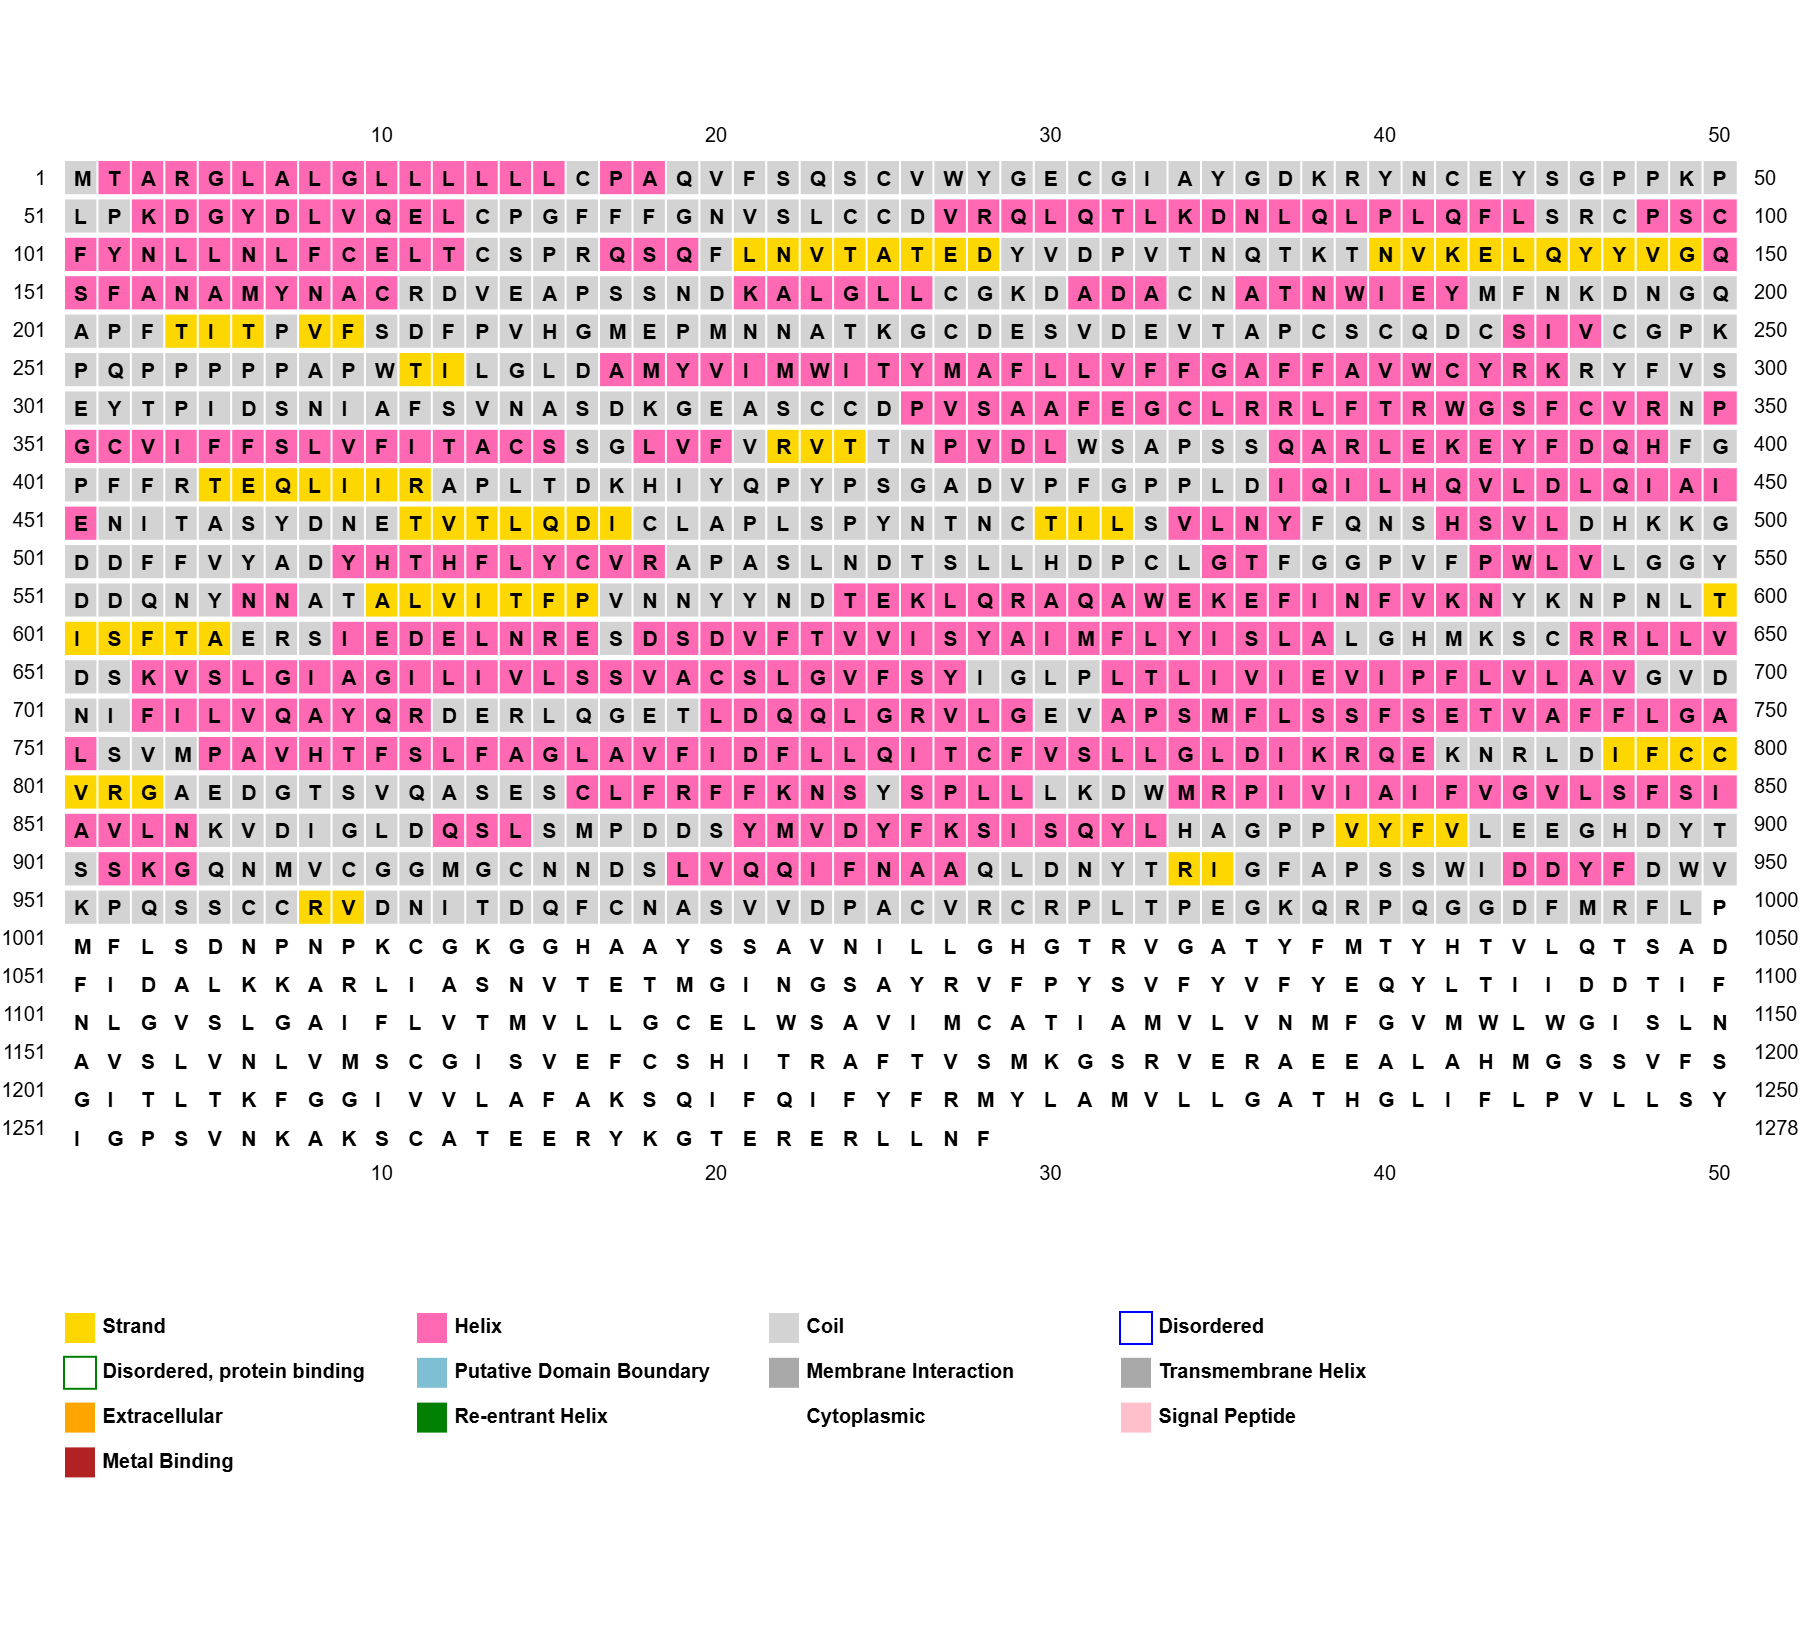 10 20 30 40 50
1 M T A R G L A L G L L L L L L C P A Q V F S Q S C V W Y G E C G I A Y G D K R Y N C E Y S G P P K P 50
51 L P K D G Y D L V Q E L C P G F F F G N V S L C C D V R Q L Q T L K D N L Q L P L Q F L S R C P S C 100
101 F Y N L L N L F C E L T C S P R Q S Q F L N V T A T E D Y V D P V T N Q T K T N V K E L Q Y Y V G Q 150
151 S F A N A M Y N A C R D V E A P S S N D K A L G L L C G K D A D A C N A T N W I E Y M F N K D N G Q 200
201 A P F T I T P V F S D F P V H G M E P M N N A T K G C D E S V D E V T A P C S C Q D C S I V C G P K 250
251 P Q P P P P P A P W T I L G L D A M Y V I M W I T Y M A F L L V F F G A F F A V W C Y R K R Y F V S 300
301 E Y T P I D S N I A F S V N A S D K G E A S C C D P V S A A F E G C L R R L F T R W G S F C V R N P 350
351 G C V I F F S L V F I T A C S S G L V F V R V T T N P V D L W S A P S S Q A R L E K E Y F D Q H F G 400
401 P F F R T E Q L I I R A P L T D K H I Y Q P Y P S G A D V P F G P P L D I Q I L H Q V L D L Q I A I 450
451 E N I T A S Y D N E T V T L Q D I C L A P L S P Y N T N C T I L S V L N Y F Q N S H S V L D H K K G 500
501 D D F F V Y A D Y H T H F L Y C V R A P A S L N D T S L L H D P C L G T F G G P V F P W L V L G G Y 550
551 D D Q N Y N N A T A L V I T F P V N N Y Y N D T E K L Q R A Q A W E K E F I N F V K N Y K N P N L T 600
601 I S F T A E R S I E D E L N R E S D S D V F T V V I S Y A I M F L Y I S L A L G H M K S C R R L L V 650
651 D S K V S L G I A G I L I V L S S V A C S L G V F S Y I G L P L T L I V I E V I P F L V L A V G V D 700
701 N I F I L V Q A Y Q R D E R L Q G E T L D Q Q L G R V L G E V A P S M F L S S F S E T V A F F L G A 750
751 L S V M P A V H T F S L F A G L A V F I D F L L Q I T C F V S L L G L D I K R Q E K N R L D I F C C 800
801 V R G A E D G T S V Q A S E S C L F R F F K N S Y S P L L L K D W M R P I V I A I F V G V L S F S I 850
851 A V L N K V D I G L D Q S L S M P D D S Y M V D Y F K S I S Q Y L H A G P P V Y F V L E E G H D Y T 900
901 S S K G Q N M V C G G M G C N N D S L V Q Q I F N A A Q L D N Y T R I G F A P S S W I D D Y F D W V 950
951 K P Q S S C C R V D N I T D Q F C N A S V V D P A C V R C R P L T P E G K Q R P Q G G D F M R F L P 1000
1001 M F L S D N P N P K C G K G G H A A Y S S A V N I L L G H G T R V G A T Y F M T Y H T V L Q T S A D 1050
1051 F I D A L K K A R L I A S N V T E T M G I N G S A Y R V F P Y S V F Y V F Y E Q Y L T I I D D T I F 1100
1101 N L G V S L G A I F L V T M V L L G C E L W S A V I M C A T I A M V L V N M F G V M W L W G I S L N 1150
1151 A V S L V N L V M S C G I S V E F C S H I T R A F T V S M K G S R V E R A E E A L A H M G S S V F S 1200
1201 G I T L T K F G G I V V L A F A K S Q I F Q I F Y F R M Y L A M V L L G A T H G L I F L P V L L S Y 1250
1251 I G P S V N K A K S C A T E E R Y K G T E R E R L L N F 1278
10 20 30 40 50
Strand Helix Coil Disordered
Disordered, protein binding Putative Domain Boundary Membrane Interaction Transmembrane Helix
Extracellular Re-entrant Helix Cytoplasmic Signal Peptide
Metal Binding